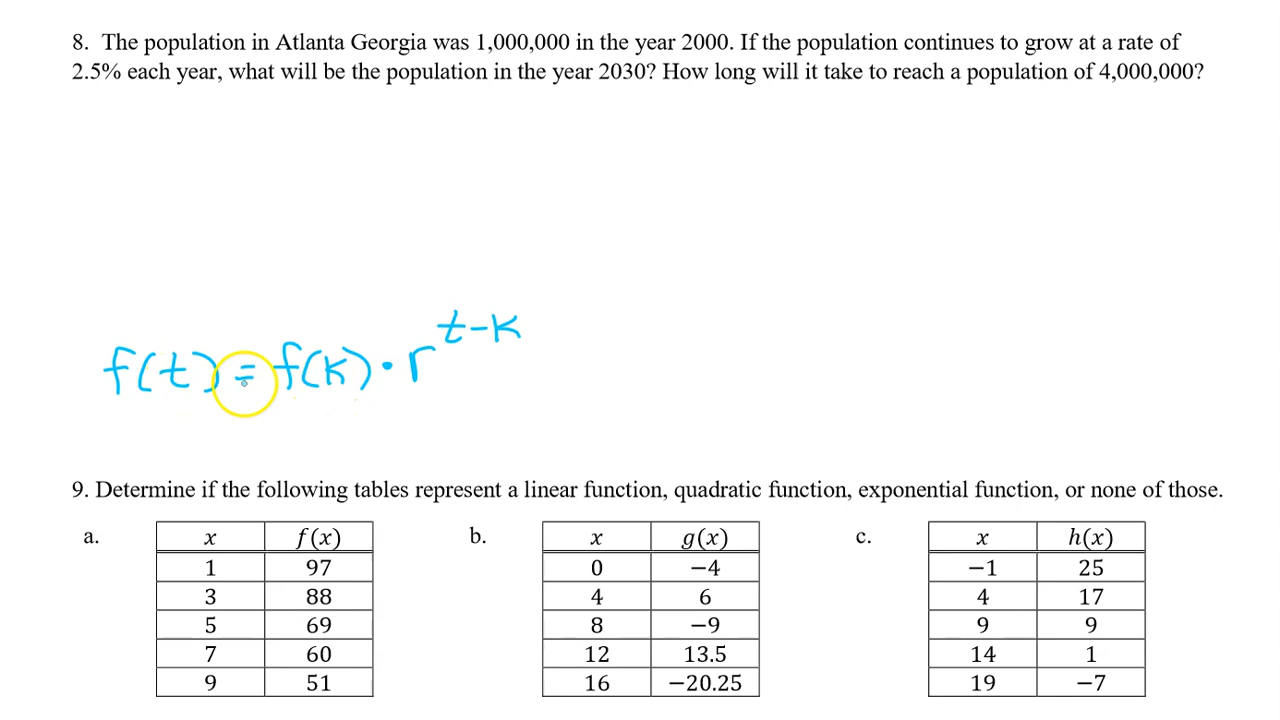 8. The population in Atlanta Georgia was 1,000,000 in the year 2000. If the population continues to grow at a rate of
2.5% each year, what will be the population in the year 2030? How long will it take to reach a population of 4,000,000?
f(t) = f(k) · r^{t-k}
9. Determine if the following tables represent a linear function, quadratic function, exponential function, or none of those.
a.
x f(x)
1 97
3 88
5 69
7 60
9 51
b.
x g(x)
0 −4
4 6
8 −9
12 13.5
16 −20.25
c.
x h(x)
−1 25
4 17
9 9
14 1
19 −7